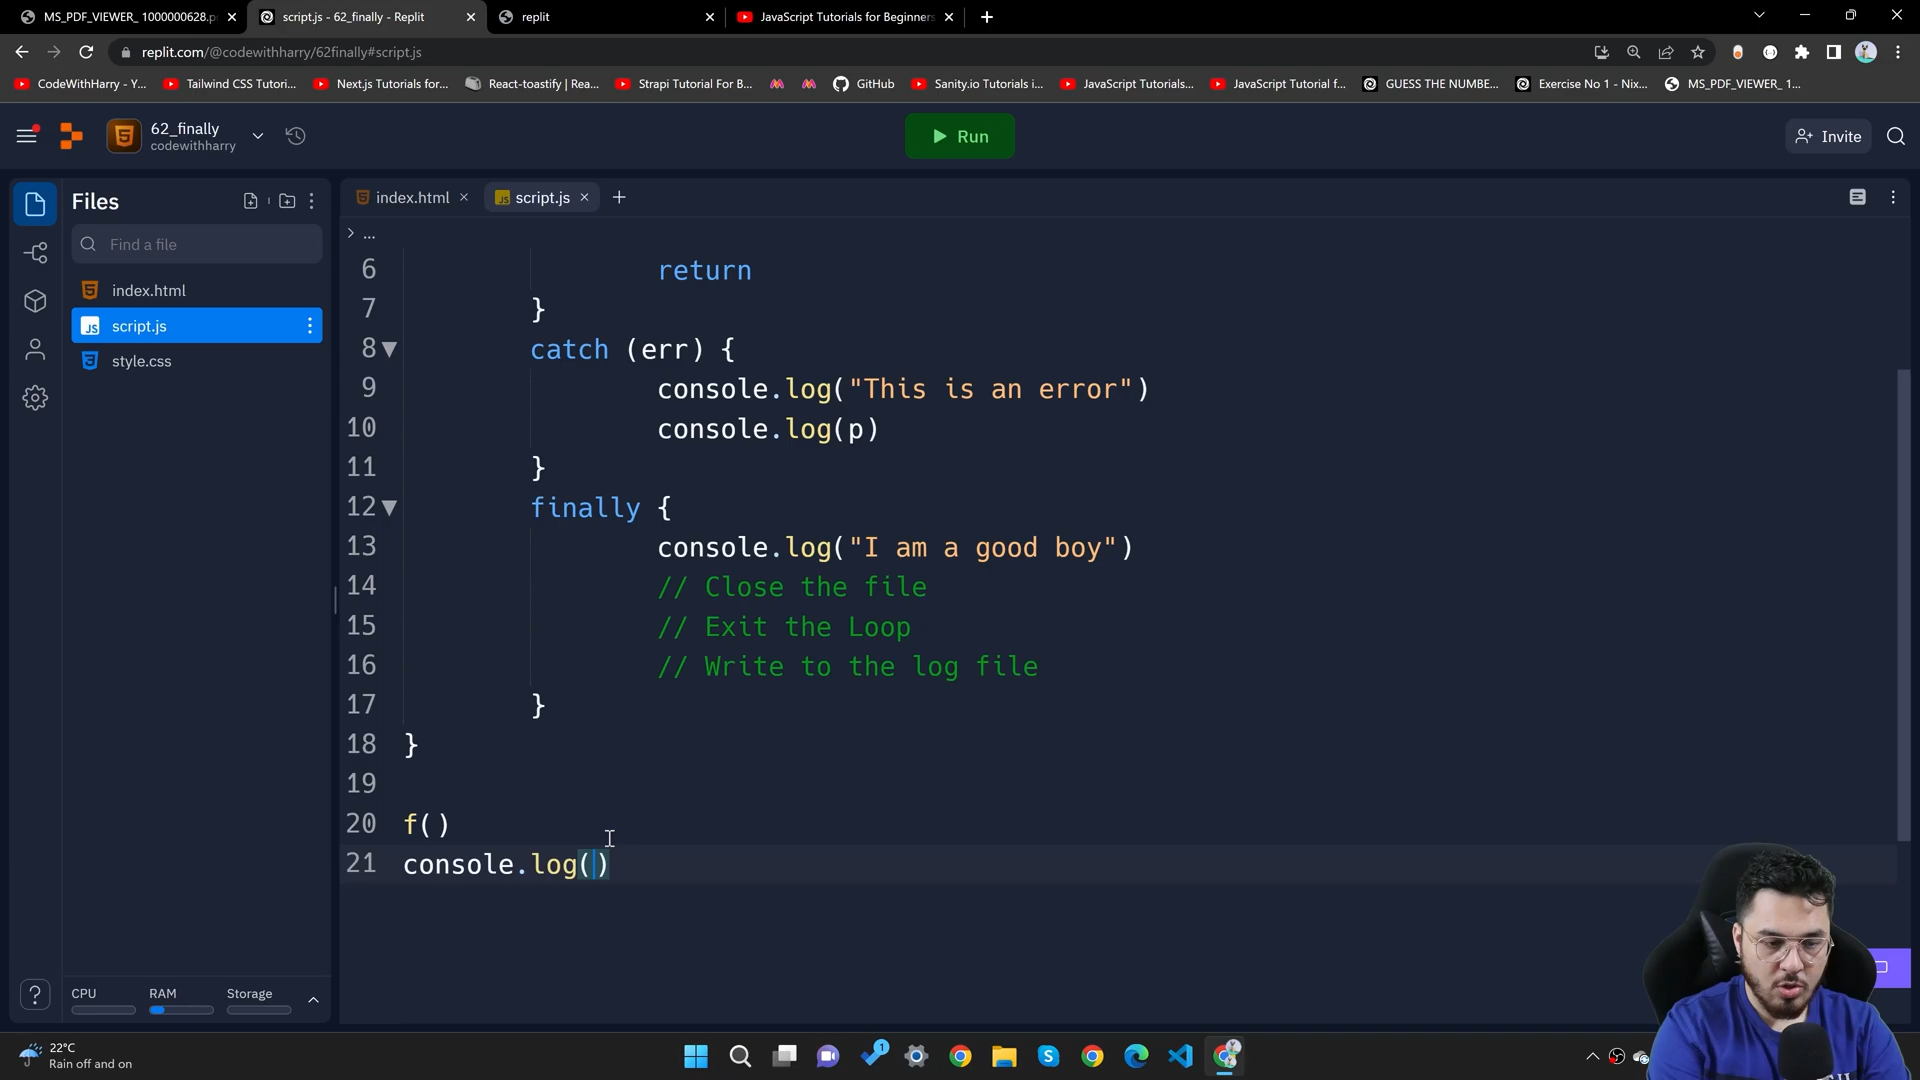 MS_PDF_VIEWER_ 1000000628.p
script.js - 62_finally - Replit
replit
JavaScript Tutorials for Beginners
replit.com/@codewithharry/62finally#script.js
CodeWithHarry - Y...
Tailwind CSS Tutori...
Next.js Tutorials for...
React-toastify | Rea...
Strapi Tutorial For B...
GitHub
Sanity.io Tutorials i...
JavaScript Tutorials...
JavaScript Tutorial f...
GUESS THE NUMBE...
Exercise No 1 - Nix...
MS_PDF_VIEWER_ 1...
62_finally
codewithharry
Run
Invite
Files
index.html
script.js
Find a file
index.html
script.js
style.css
...
6 return
7 }
8 catch (err) {
9 console.log("This is an error")
10 console.log(p)
11 }
12 finally {
13 console.log("I am a good boy")
14 // Close the file
15 // Exit the Loop
16 // Write to the log file
17 }
18 }
19
20 f()
21 console.log()
CPU
RAM
Storage
22°C
Rain off and on
1